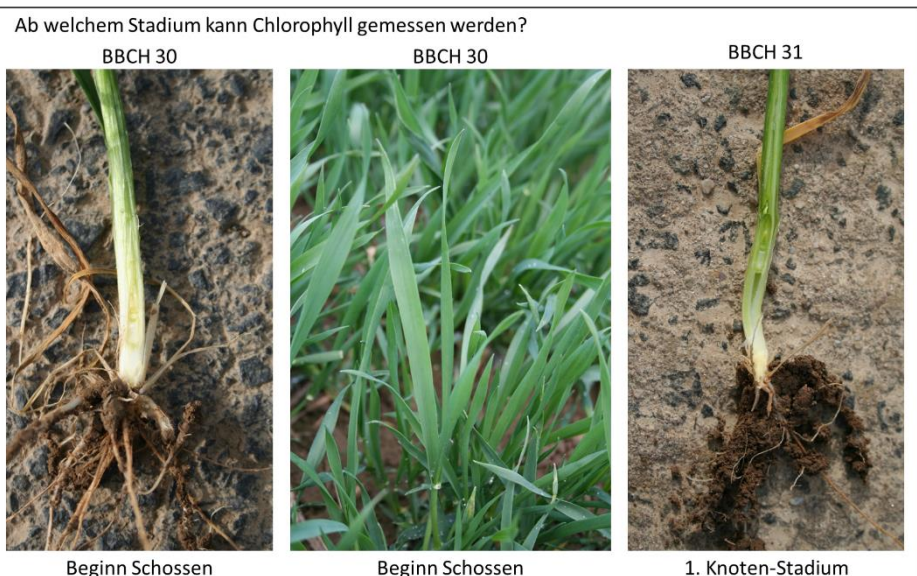 Ab welchem Stadium kann Chlorophyll gemessen werden?
BBCH 30
BBCH 30
BBCH 31
Beginn Schossen
Beginn Schossen
1. Knoten-Stadium